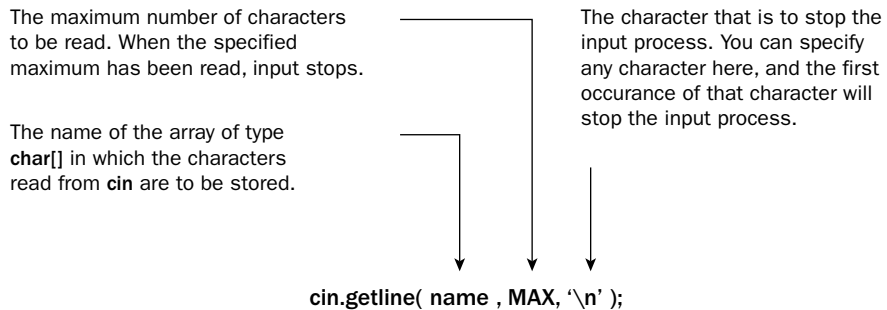 The maximum number of characters
to be read. When the specified
maximum has been read, input stops.
The name of the array of type
char[] in which the characters
read from cin are to be stored.
The character that is to stop the
input process. You can specify
any character here, and the first
occurance of that character will
stop the input process.
cin.getline( name , MAX, ‘\n’ );